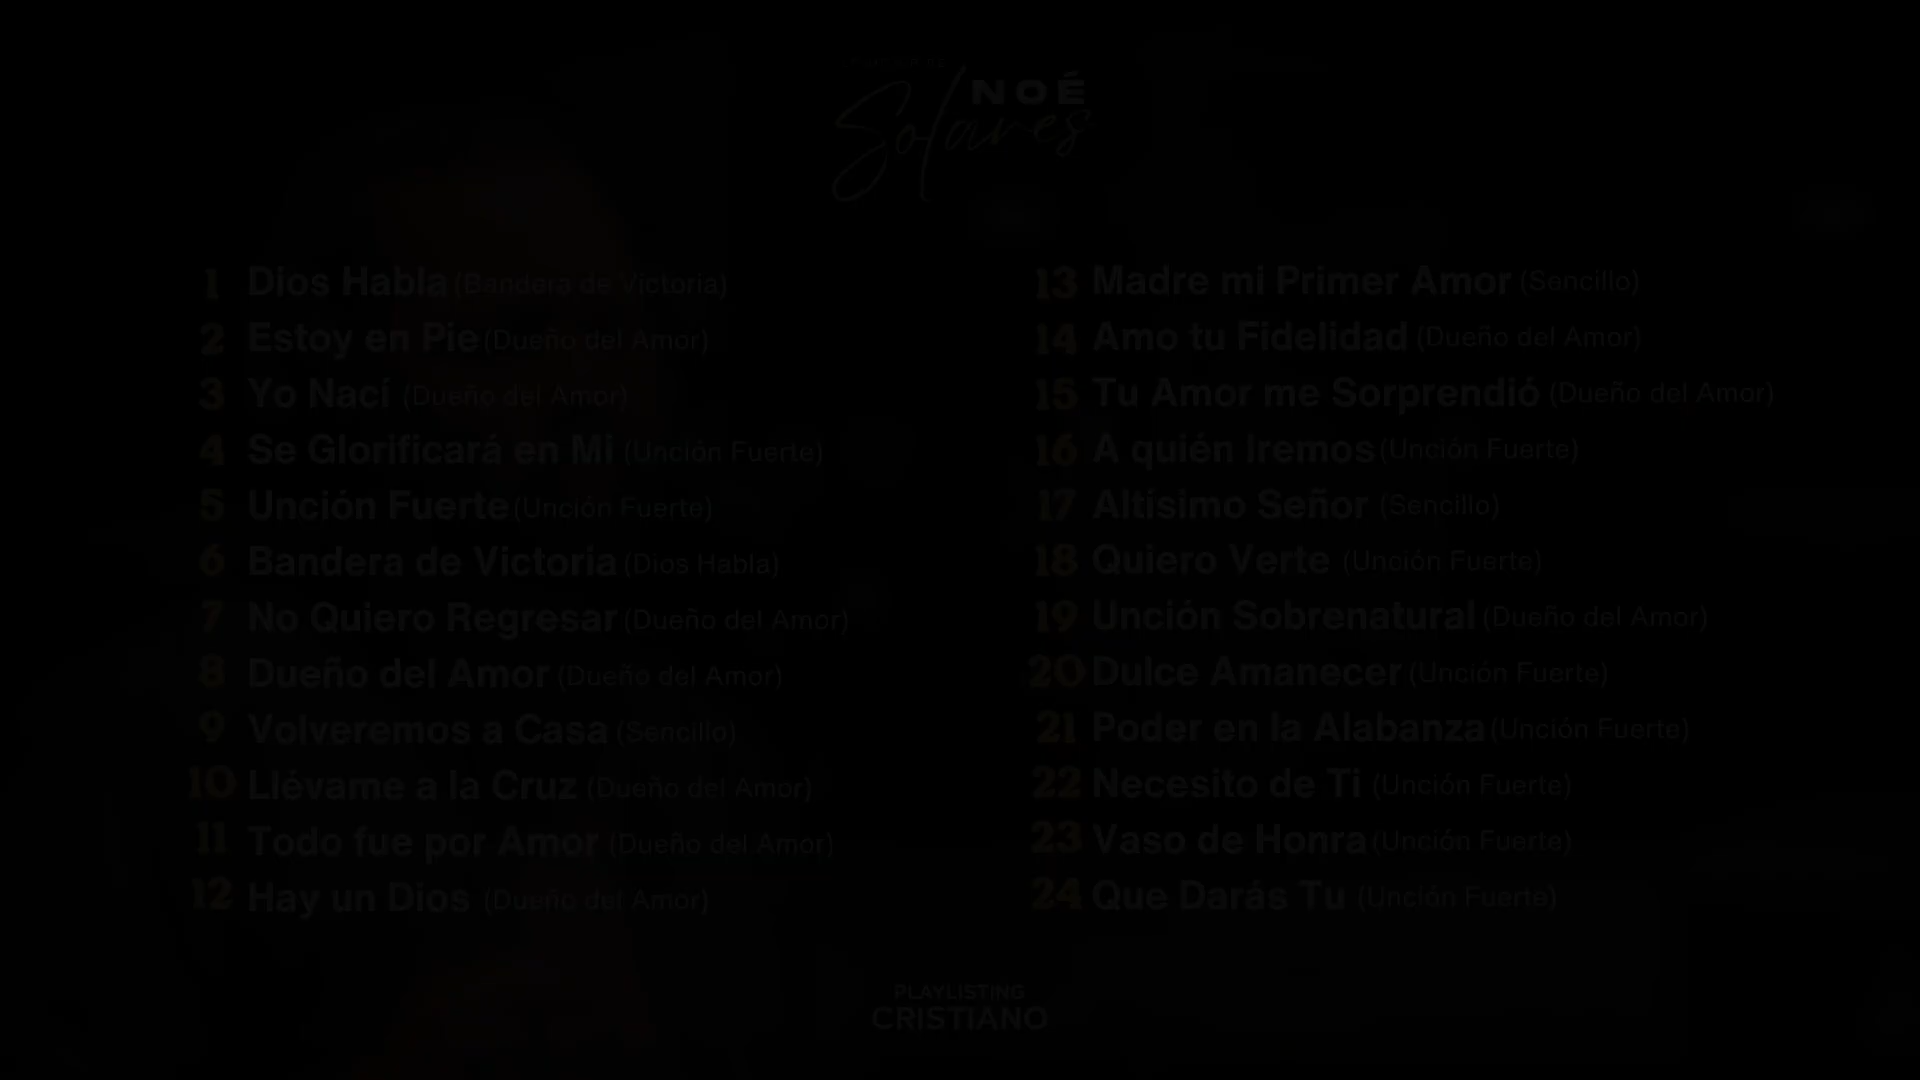 NOÉ
Solares
1 Dios Habla (Bandera de Victoria)
2 Estoy en Pie (Dueño del Amor)
3 Yo Nací (Dueño del Amor)
4 Se Glorificará en Mi (Unción Fuerte)
5 Unción Fuerte (Unción Fuerte)
6 Bandera de Victoria (Dios Habla)
7 No Quiero Regresar (Dueño del Amor)
8 Dueño del Amor (Dueño del Amor)
9 Volveremos a Casa (Sencillo)
10 Llévame a la Cruz (Dueño del Amor)
11 Todo fue por Amor (Dueño del Amor)
12 Hay un Dios (Dueño del Amor)
13 Madre mi Primer Amor (Sencillo)
14 Amo tu Fidelidad (Dueño del Amor)
15 Tu Amor me Sorprendió (Dueño del Amor)
16 A quién Iremos (Unción Fuerte)
17 Altísimo Señor (Sencillo)
18 Quiero Verte (Unción Fuerte)
19 Unción Sobrenatural (Dueño del Amor)
20 Dulce Amanecer (Unción Fuerte)
21 Poder en la Alabanza (Unción Fuerte)
22 Necesito de Ti (Unción Fuerte)
23 Vaso de Honra (Unción Fuerte)
24 Que Darás Tu (Unción Fuerte)
PLAYLISTING
CRISTIANO